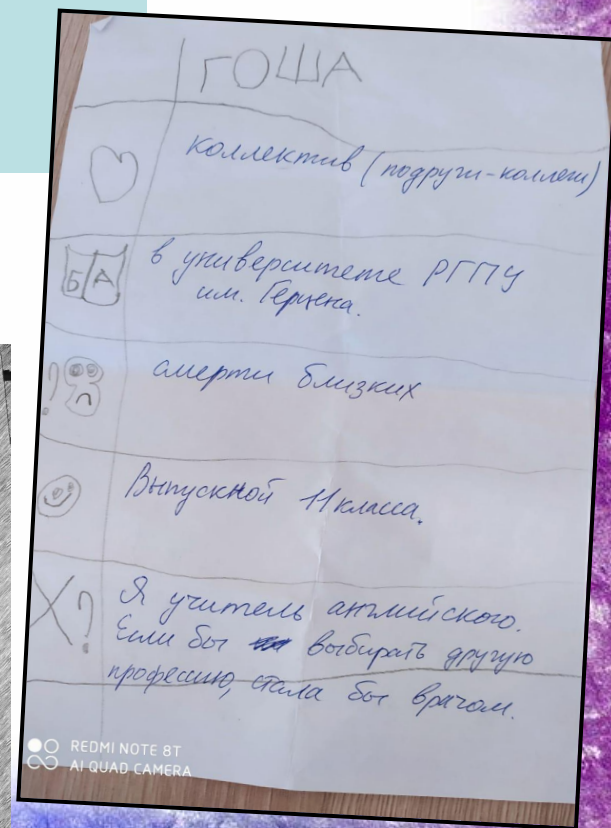 ГОША
коллектив (подруги-коллеги)
Б А
в университете РГПУ
им. Герцена.
смерти близких
Выпускной 11 класса.
Х?
Я учитель английского.
Если бы выбирать другую
профессию, стала бы врачом.
REDMI NOTE 8T
AI QUAD CAMERA